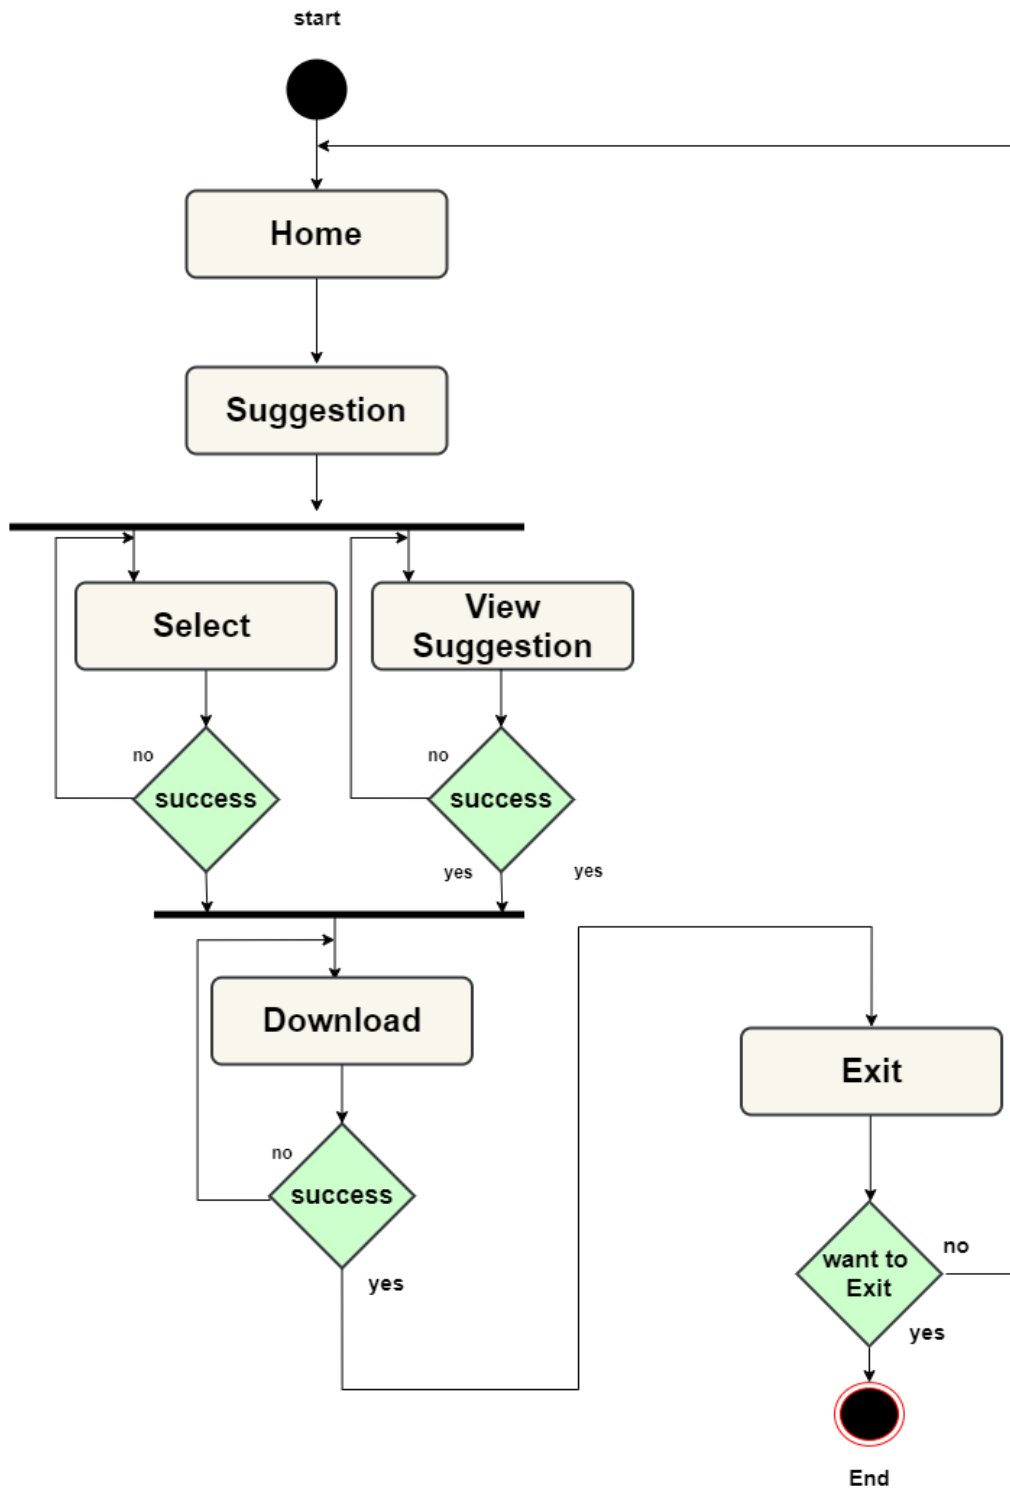 start
Home
Suggestion
Select
View
Suggestion
no
success
no
success
yes
yes
Download
no
success
yes
Exit
want to
Exit
no
yes
End